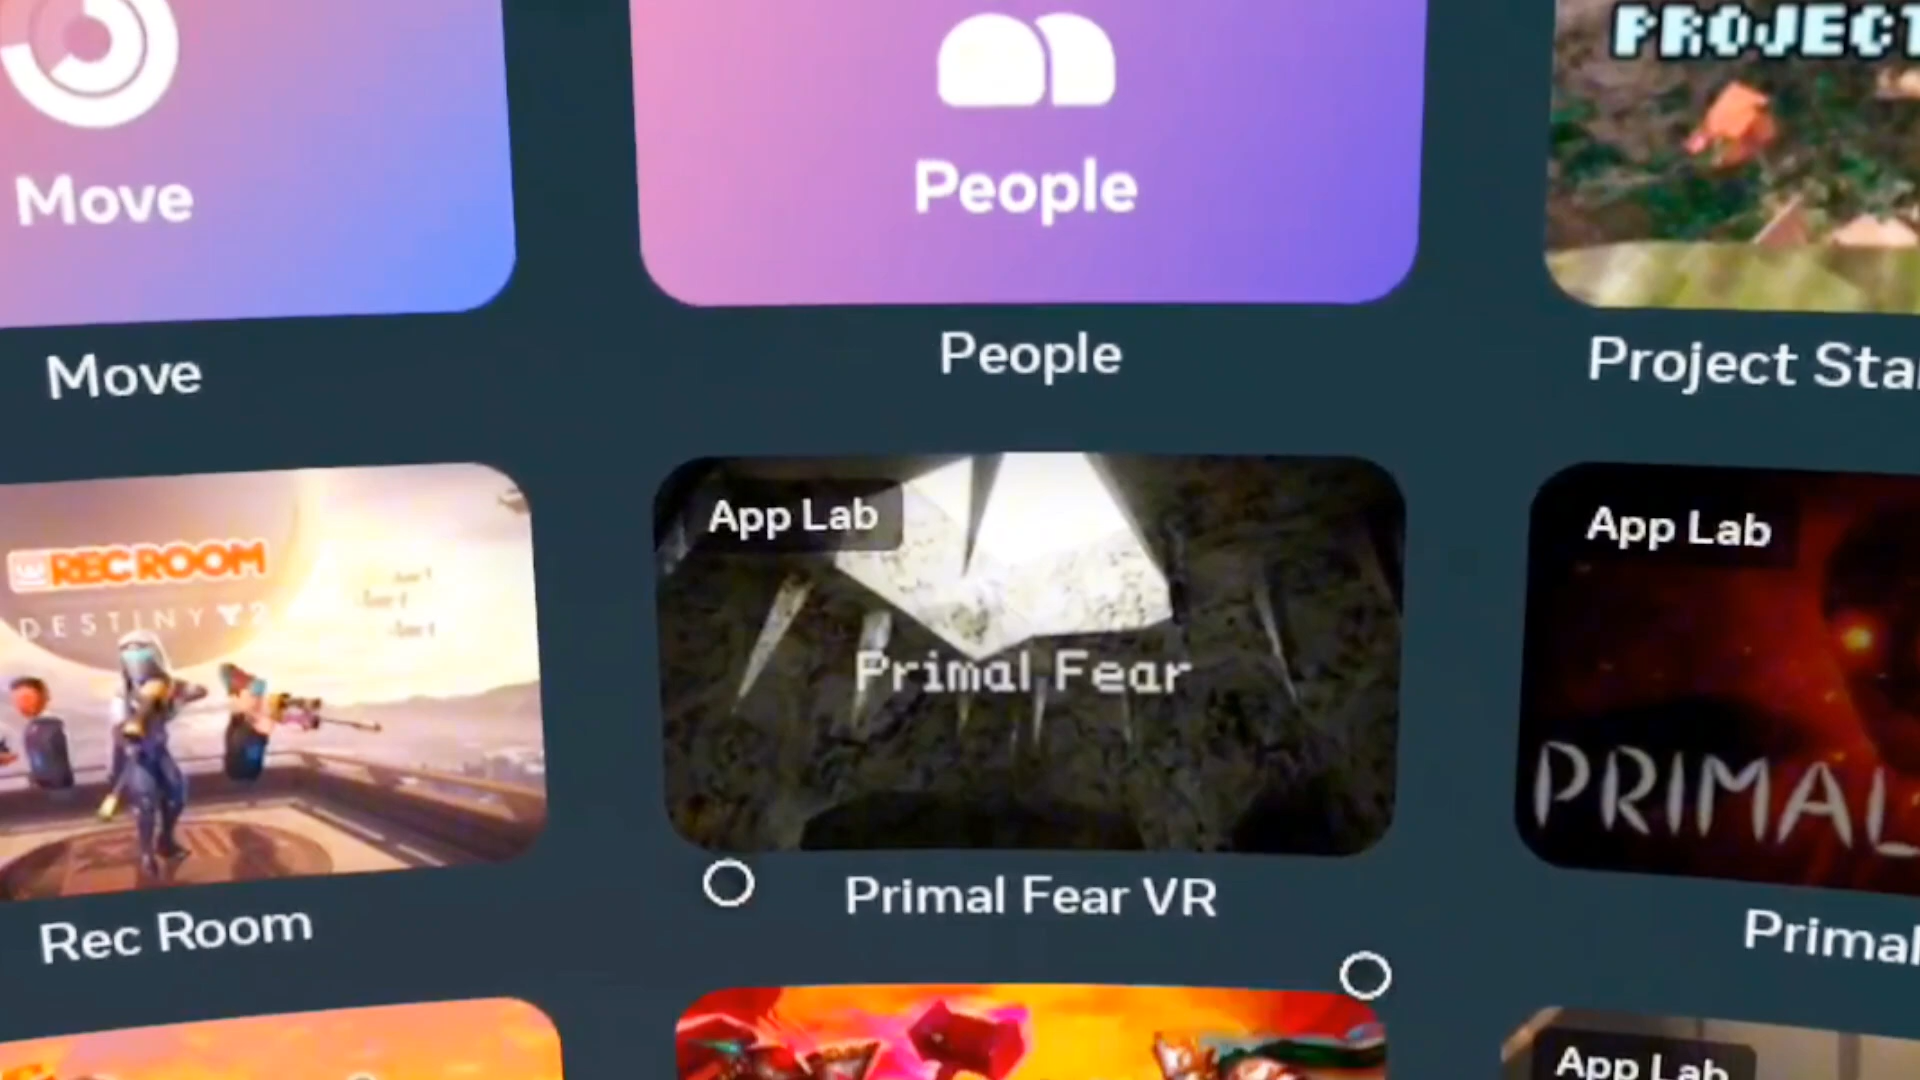 PROJECT
Move
People
Move
People
Project Sta
App Lab
App Lab
REC ROOM
DESTINY 2
Primal Fear
PRIMAL
Rec Room
Primal Fear VR
Primal
App Lab